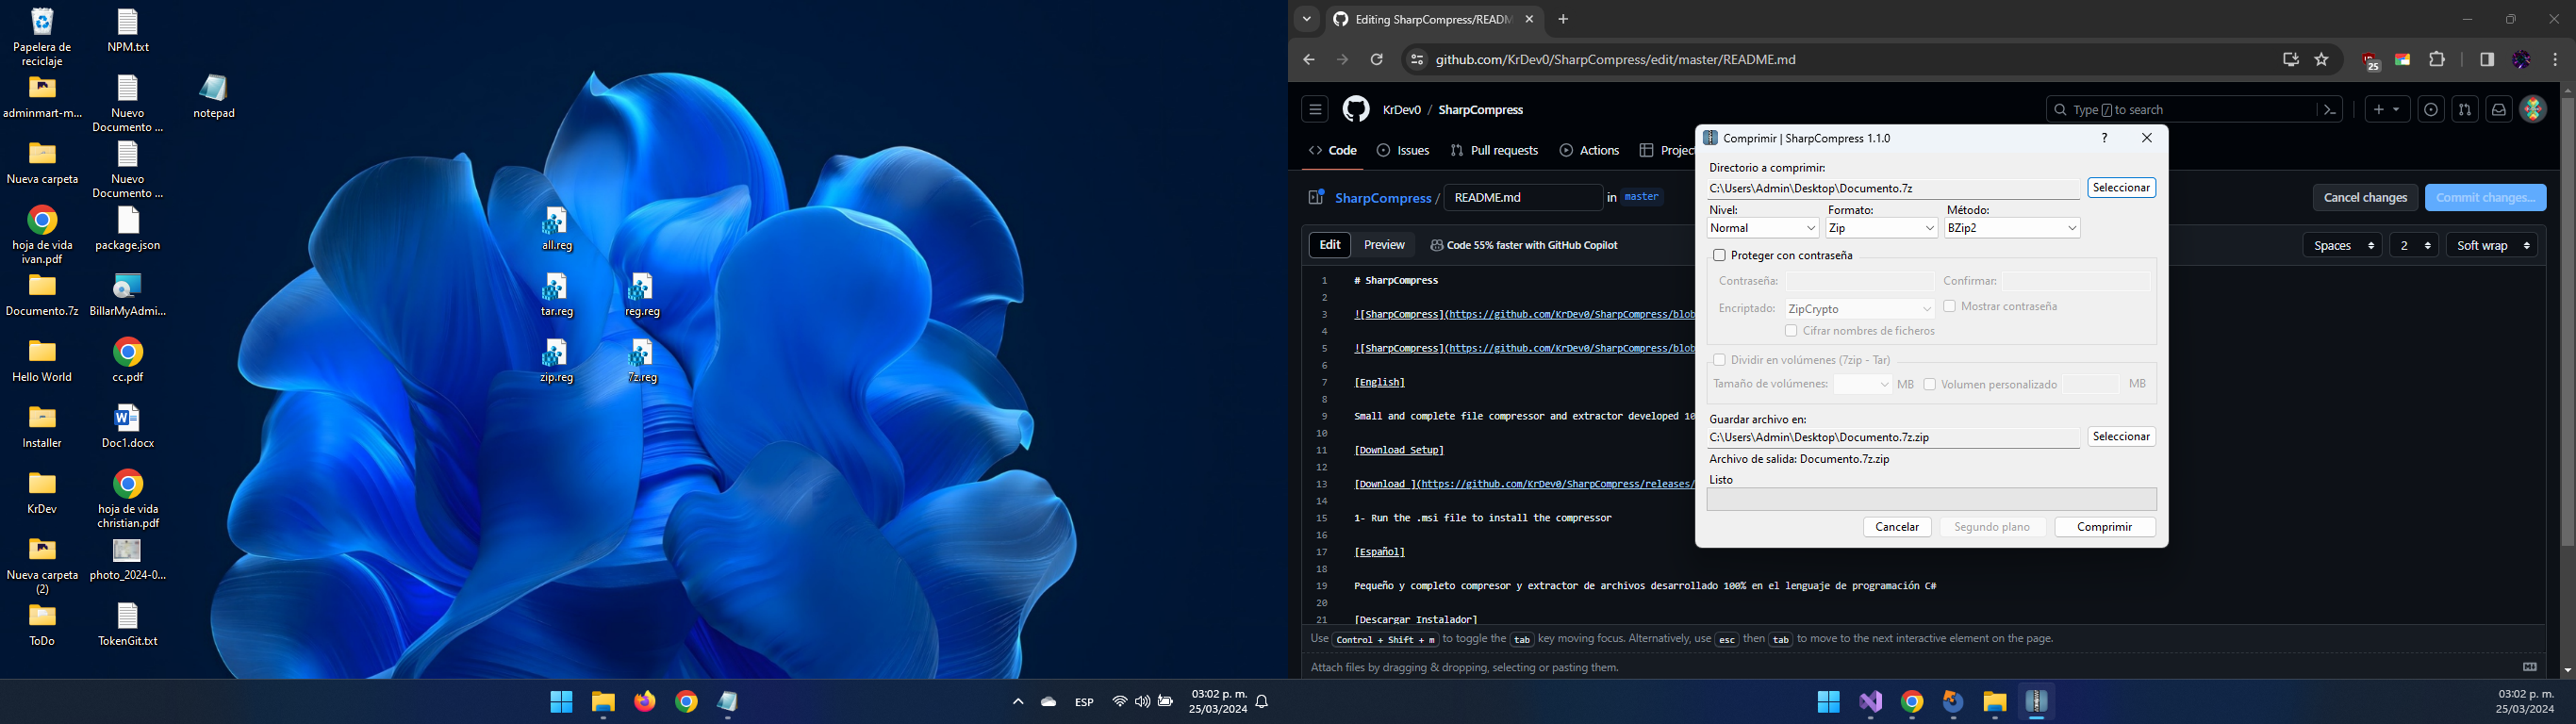 Papelera de
reciclaje
NPM.txt
adminmart-m...
Nuevo
Documento ...
notepad
Nueva carpeta
Nuevo
Documento ...
hoja de vida
ivan.pdf
package.json
Documento.7z
BillarMyAdmi...
Hello World
cc.pdf
Installer
Doc1.docx
KrDev
hoja de vida
christian.pdf
Nueva carpeta
(2)
photo_2024-0...
ToDo
TokenGit.txt
all.reg
tar.reg
reg.reg
zip.reg
7z.reg
ESP
03:02 p. m.
25/03/2024
Editing SharpCompress/READM
github.com/KrDev0/SharpCompress/edit/master/README.md
25
KrDev0 / SharpCompress
Type / to search
Code
Issues
Pull requests
Actions
Project
SharpCompress / README.md in master
Cancel changes
Commit changes...
Edit
Preview
Code 55% faster with GitHub Copilot
Spaces
2
Soft wrap
1 # SharpCompress
2
3 ![SharpCompress](https://github.com/KrDev0/SharpCompress/blob
4
5 ![SharpCompress](https://github.com/KrDev0/SharpCompress/blob
6
7 [English]
8
9 Small and complete file compressor and extractor developed 10
10
11 [Download Setup]
12
13 [Download ](https://github.com/KrDev0/SharpCompress/releases/
14
15 1- Run the .msi file to install the compressor
16
17 [Español]
18
19 Pequeño y completo compresor y extractor de archivos desarrollado 100% en el lenguaje de programación C#
20
21 [Descargar Instalador]
Use Control + Shift + m to toggle the tab key moving focus. Alternatively, use esc then tab to move to the next interactive element on the page.
Attach files by dragging & dropping, selecting or pasting them.
Comprimir | SharpCompress 1.1.0
?
Directorio a comprimir:
C:\Users\Admin\Desktop\Documento.7z
Seleccionar
Nivel: Formato: Método:
Normal Zip BZip2
Proteger con contraseña
Contraseña: Confirmar:
Encriptado: ZipCrypto Mostrar contraseña
Cifrar nombres de ficheros
Dividir en volúmenes (7zip - Tar)
Tamaño de volúmenes: MB Volumen personalizado MB
Guardar archivo en:
C:\Users\Admin\Desktop\Documento.7z.zip
Seleccionar
Archivo de salida: Documento.7z.zip
Listo
Cancelar
Segundo plano
Comprimir
03:02 p. m.
25/03/2024